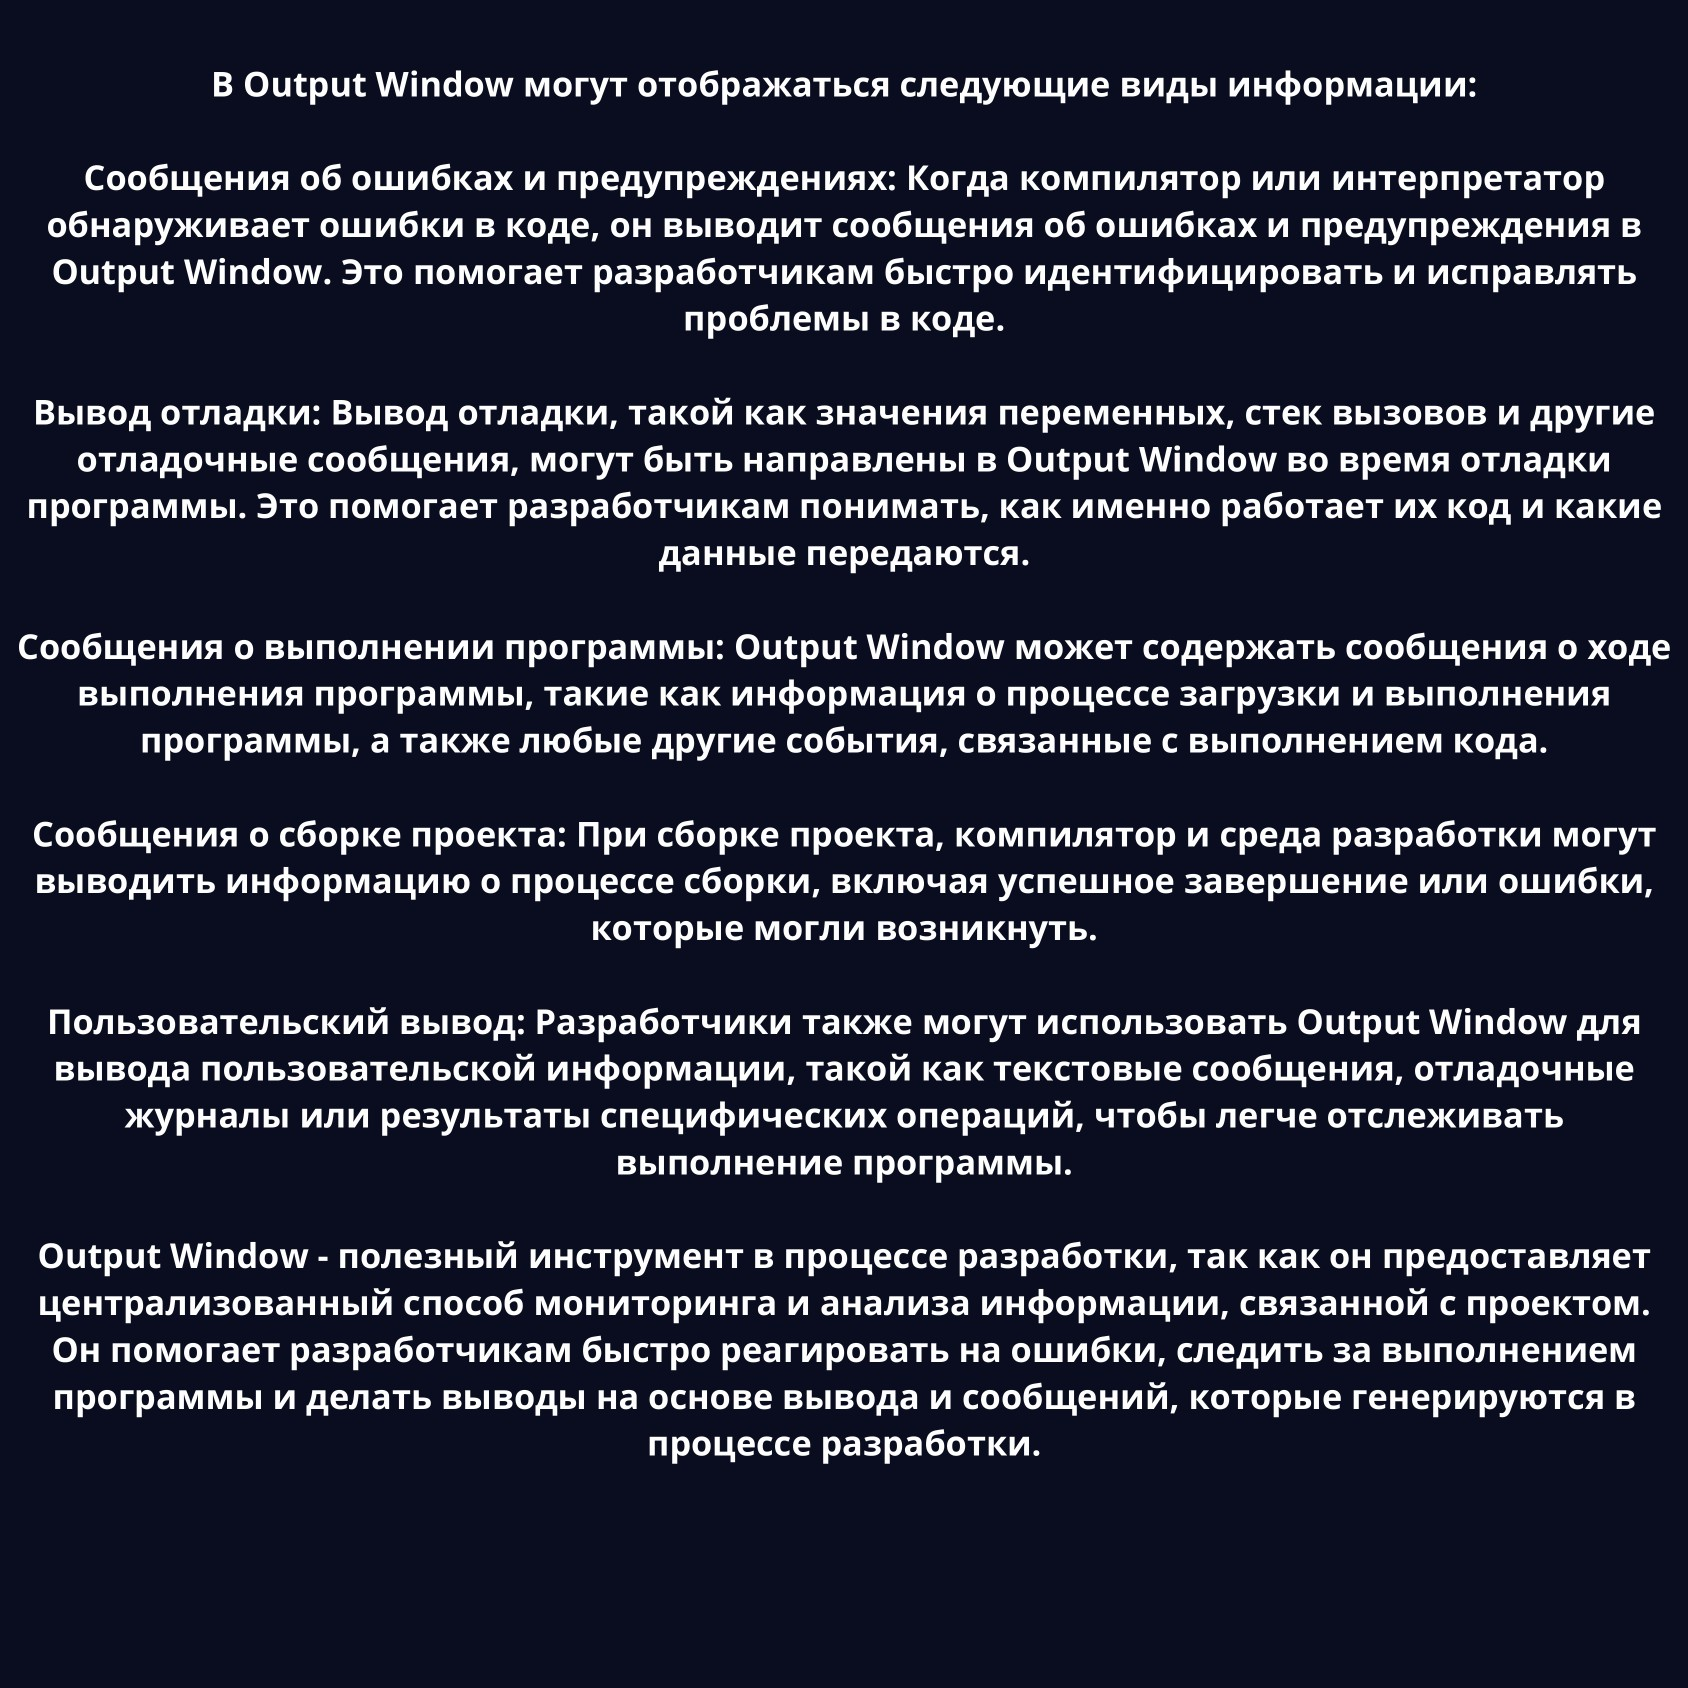 В Output Window могут отображаться следующие виды информации:
Сообщения об ошибках и предупреждениях: Когда компилятор или интерпретатор
обнаруживает ошибки в коде, он выводит сообщения об ошибках и предупреждения в
Output Window. Это помогает разработчикам быстро идентифицировать и исправлять
проблемы в коде.
Вывод отладки: Вывод отладки, такой как значения переменных, стек вызовов и другие
отладочные сообщения, могут быть направлены в Output Window во время отладки
программы. Это помогает разработчикам понимать, как именно работает их код и какие
данные передаются.
Сообщения о выполнении программы: Output Window может содержать сообщения о ходе
выполнения программы, такие как информация о процессе загрузки и выполнения
программы, а также любые другие события, связанные с выполнением кода.
Сообщения о сборке проекта: При сборке проекта, компилятор и среда разработки могут
выводить информацию о процессе сборки, включая успешное завершение или ошибки,
которые могли возникнуть.
Пользовательский вывод: Разработчики также могут использовать Output Window для
вывода пользовательской информации, такой как текстовые сообщения, отладочные
журналы или результаты специфических операций, чтобы легче отслеживать
выполнение программы.
Output Window - полезный инструмент в процессе разработки, так как он предоставляет
централизованный способ мониторинга и анализа информации, связанной с проектом.
Он помогает разработчикам быстро реагировать на ошибки, следить за выполнением
программы и делать выводы на основе вывода и сообщений, которые генерируются в
процессе разработки.